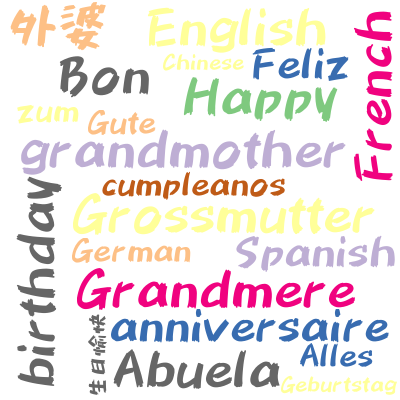 外婆
English
Chinese
Feliz
French
Bon
Happy
zum
Gute
grandmother
cumpleanos
birthday
Grossmutter
German
Spanish
Grandmere
生日愉快
anniversaire
Alles
Abuela
Geburtstag